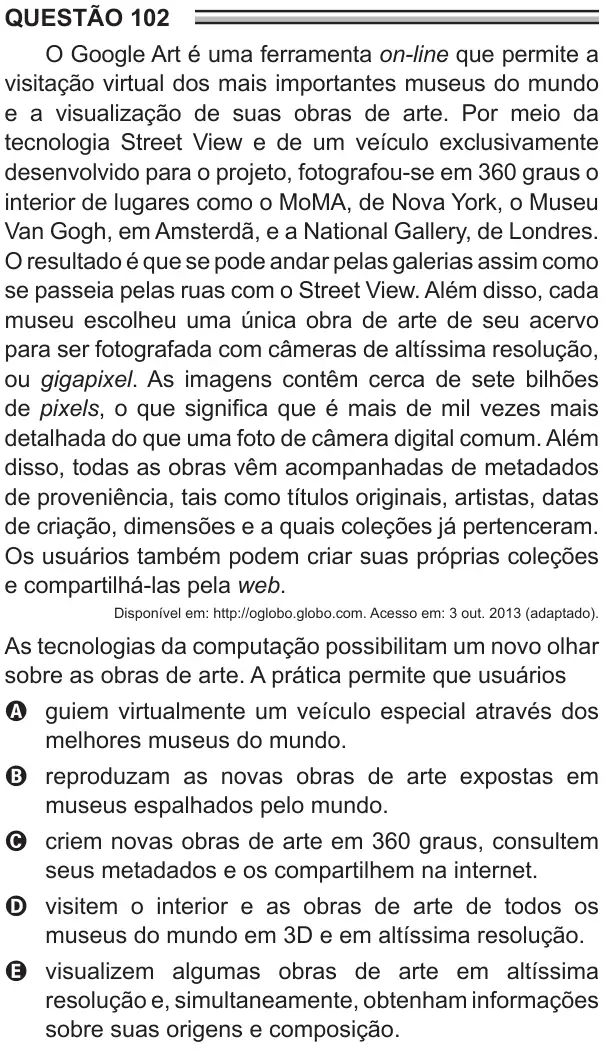 QUESTÃO 102
O Google Art é uma ferramenta on-line que permite a
visitação virtual dos mais importantes museus do mundo
e a visualização de suas obras de arte. Por meio da
tecnologia Street View e de um veículo exclusivamente
desenvolvido para o projeto, fotografou-se em 360 graus o
interior de lugares como o MoMA, de Nova York, o Museu
Van Gogh, em Amsterdã, e a National Gallery, de Londres.
O resultado é que se pode andar pelas galerias assim como
se passeia pelas ruas com o Street View. Além disso, cada
museu escolheu uma única obra de arte de seu acervo
para ser fotografada com câmeras de altíssima resolução,
ou gigapixel. As imagens contêm cerca de sete bilhões
de pixels, o que significa que é mais de mil vezes mais
detalhada do que uma foto de câmera digital comum. Além
disso, todas as obras vêm acompanhadas de metadados
de proveniência, tais como títulos originais, artistas, datas
de criação, dimensões e a quais coleções já pertenceram.
Os usuários também podem criar suas próprias coleções
e compartilhá-las pela web.
Disponível em: http://oglobo.globo.com. Acesso em: 3 out. 2013 (adaptado).
As tecnologias da computação possibilitam um novo olhar
sobre as obras de arte. A prática permite que usuários
A guiem virtualmente um veículo especial através dos
melhores museus do mundo.
B reproduzam as novas obras de arte expostas em
museus espalhados pelo mundo.
C criem novas obras de arte em 360 graus, consultem
seus metadados e os compartilhem na internet.
D visitem o interior e as obras de arte de todos os
museus do mundo em 3D e em altíssima resolução.
E visualizem algumas obras de arte em altíssima
resolução e, simultaneamente, obtenham informações
sobre suas origens e composição.